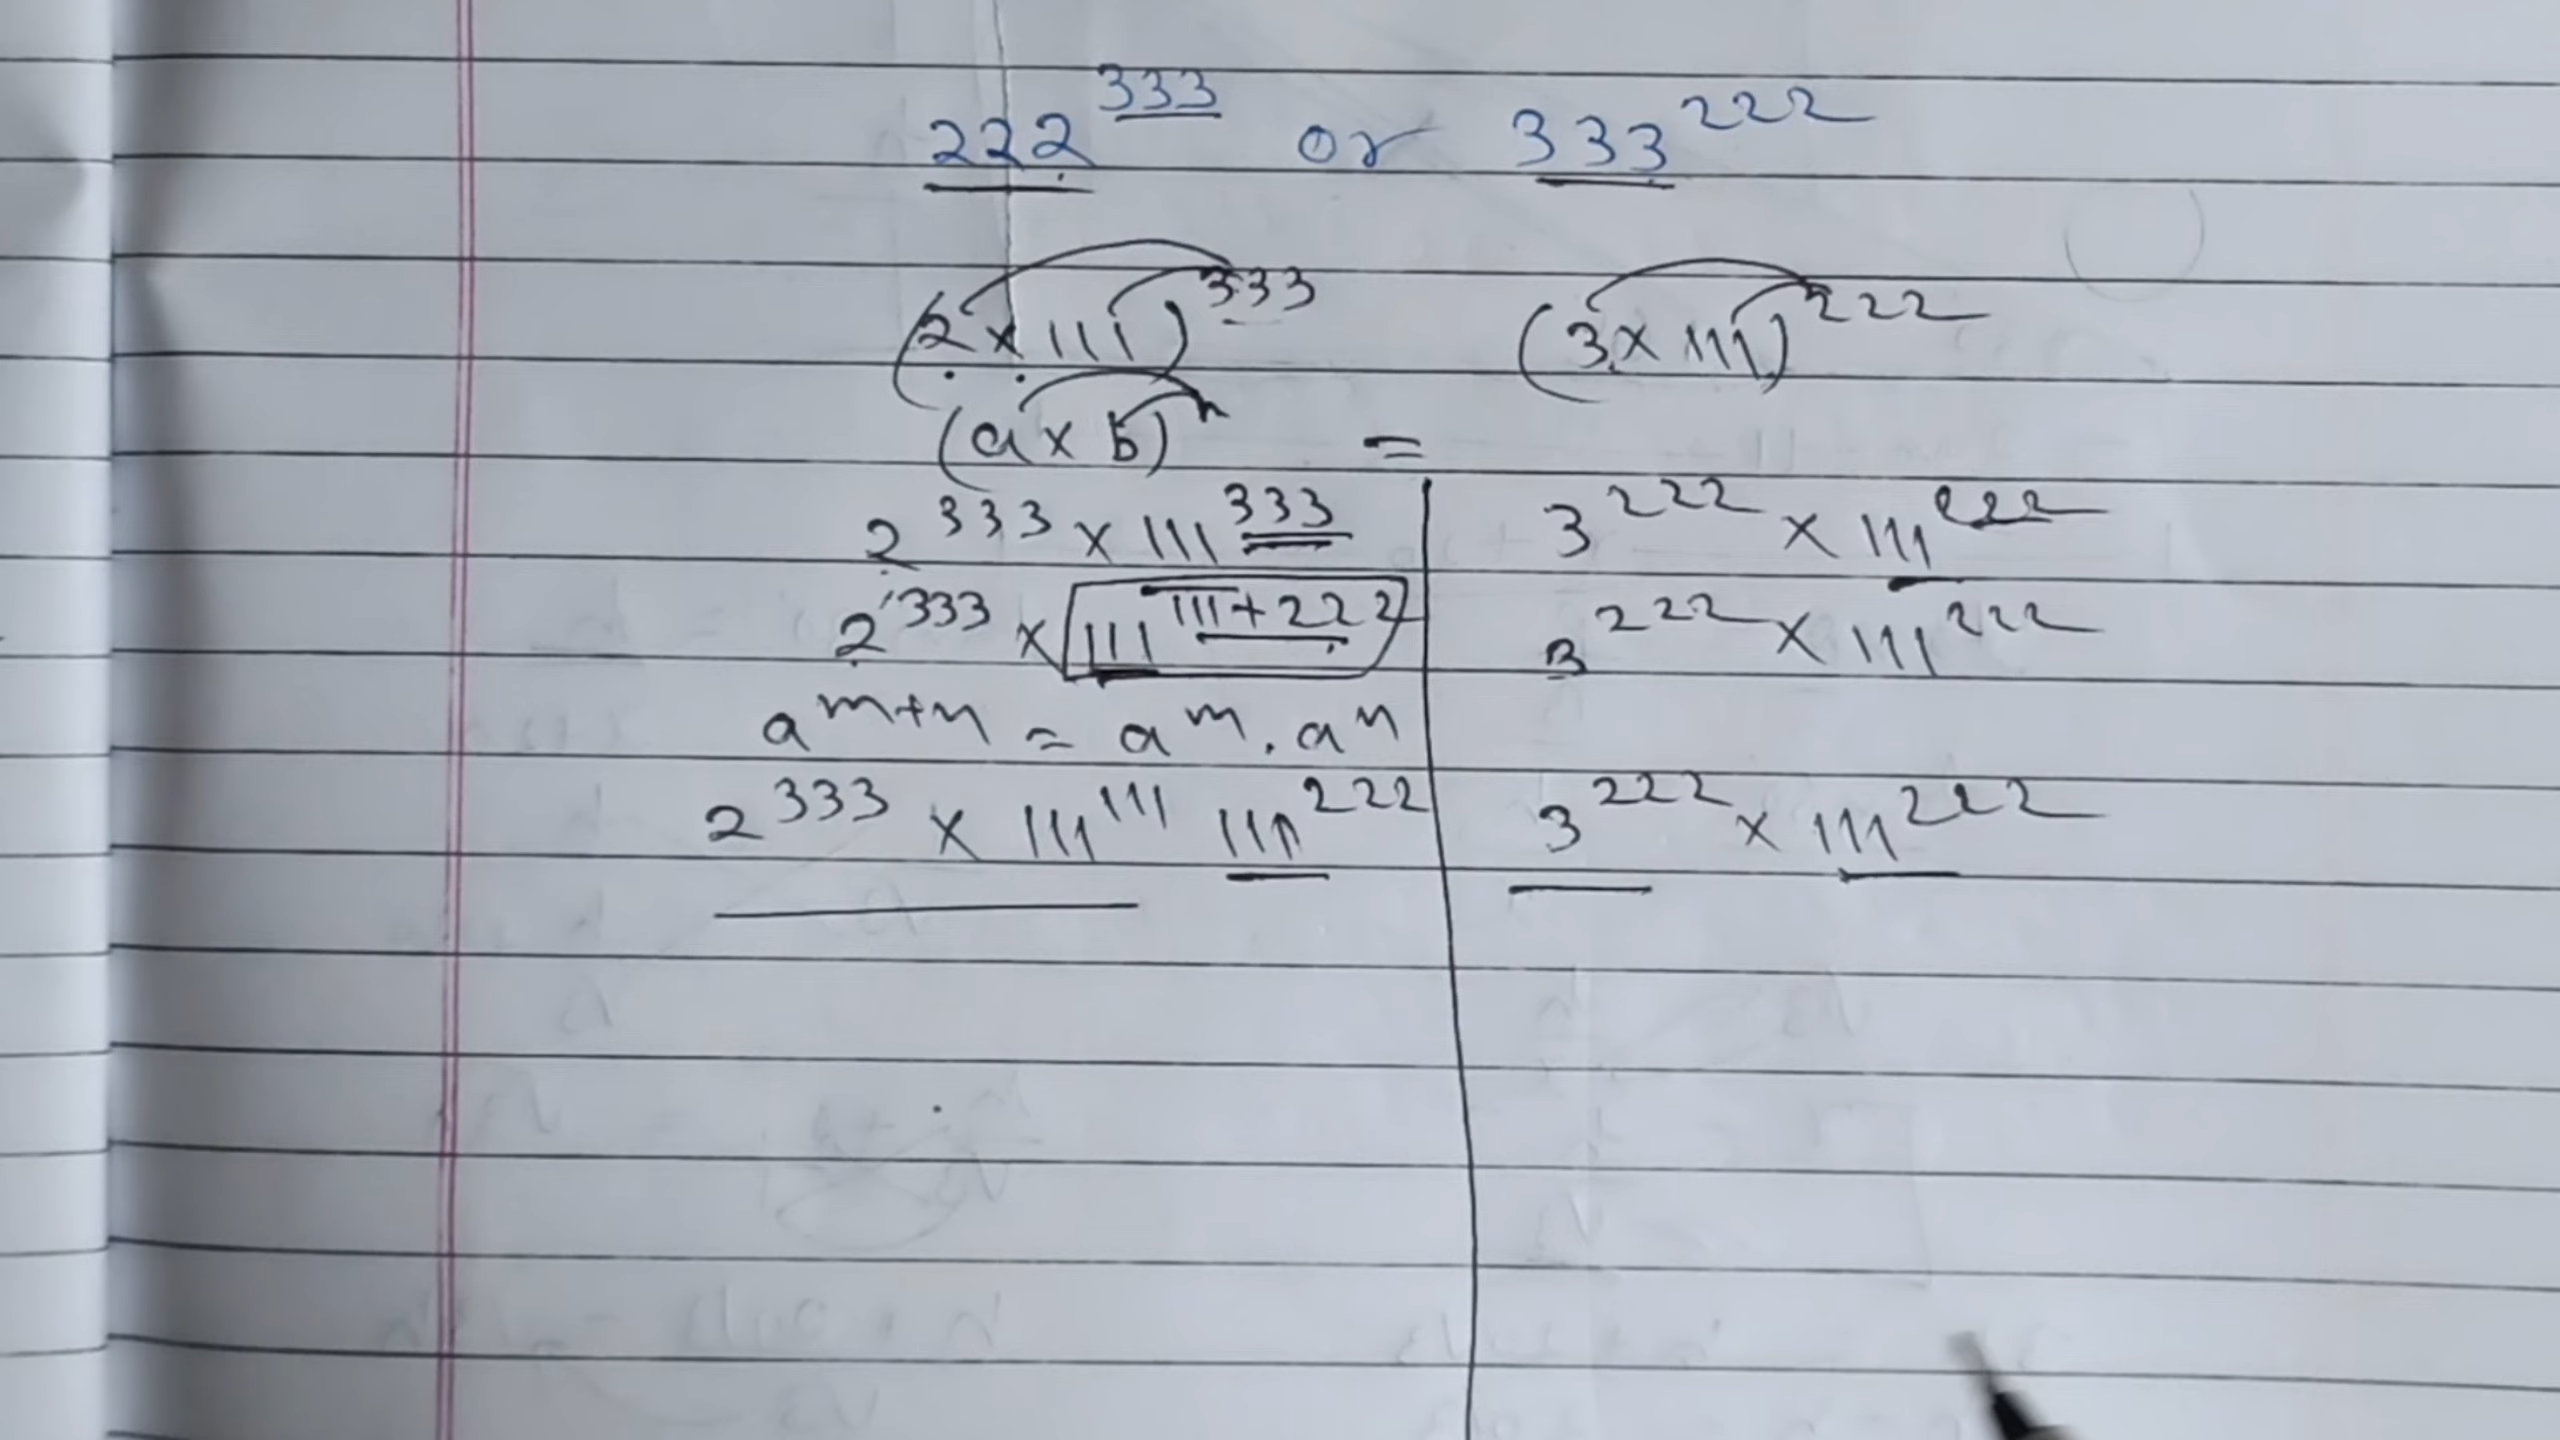 222^333 or 333^222
(2 × 111)^333 (3 × 111)^222
(a × b)^n =
2^333 × 111^333 3^222 × 111^222
2^333 × 111^111+222 3^222 × 111^222
a^m+n = a^m . a^n
2^333 × 111^111 111^222 3^222 × 111^222